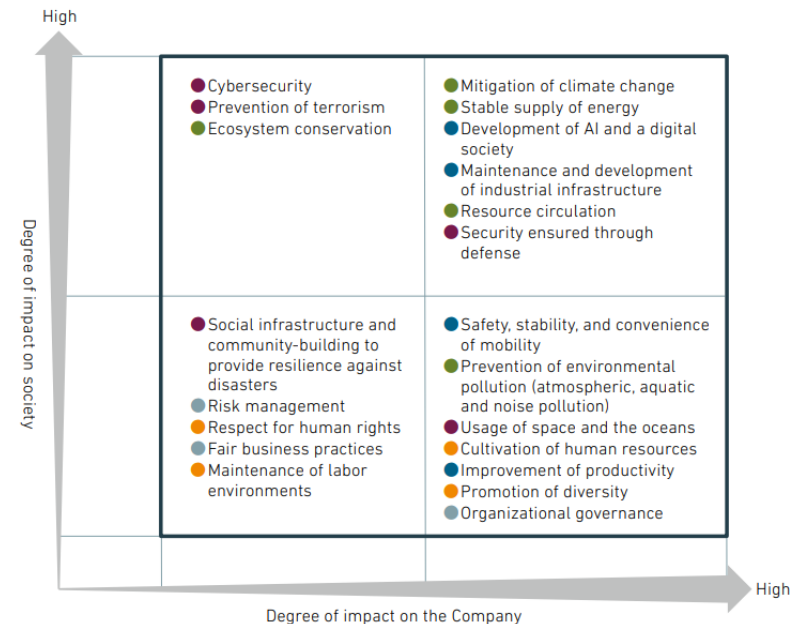 High
Cybersecurity
Prevention of terrorism
Ecosystem conservation
Mitigation of climate change
Stable supply of energy
Development of AI and a digital
society
Maintenance and development
of industrial infrastructure
Resource circulation
Security ensured through
defense
Degree of impact on society
Social infrastructure and
community-building to
provide resilience against
disasters
Risk management
Respect for human rights
Fair business practices
Maintenance of labor
environments
Safety, stability, and convenience
of mobility
Prevention of environmental
pollution (atmospheric, aquatic
and noise pollution)
Usage of space and the oceans
Cultivation of human resources
Improvement of productivity
Promotion of diversity
Organizational governance
High
Degree of impact on the Company